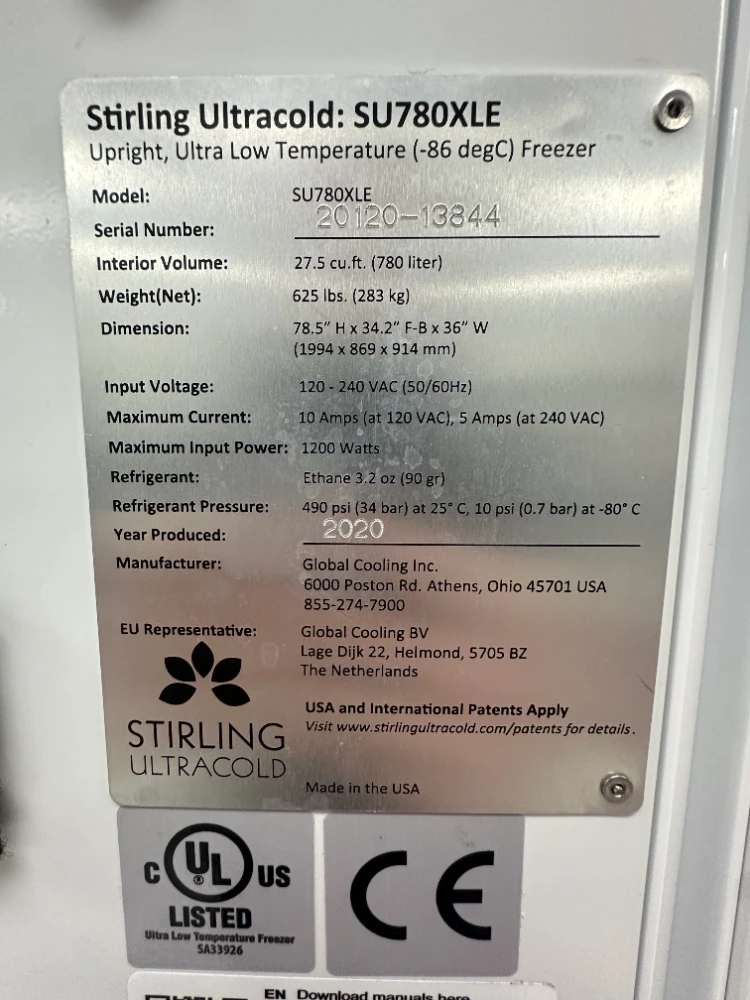 Stirling Ultracold: SU780XLE
Upright, Ultra Low Temperature (-86 degC) Freezer
Model: SU780XLE
Serial Number: 20120-13844
Interior Volume: 27.5 cu.ft. (780 liter)
Weight(Net): 625 lbs. (283 kg)
Dimension: 78.5" H x 34.2" F-B x 36" W
(1994 x 869 x 914 mm)
Input Voltage: 120 - 240 VAC (50/60Hz)
Maximum Current: 10 Amps (at 120 VAC), 5 Amps (at 240 VAC)
Maximum Input Power: 1200 Watts
Refrigerant: Ethane 3.2 oz (90 gr)
Refrigerant Pressure: 490 psi (34 bar) at 25° C, 10 psi (0.7 bar) at -80° C
Year Produced: 2020
Manufacturer: Global Cooling Inc.
6000 Poston Rd. Athens, Ohio 45701 USA
855-274-7900
EU Representative: Global Cooling BV
Lage Dijk 22, Helmond, 5705 BZ
The Netherlands
USA and International Patents Apply
Visit www.stirlingultracold.com/patents for details.
STIRLING
ULTRACOLD
Made in the USA
C UL US
®
LISTED
Ultra Low Temperature Freezer
SA33926
CE
EN Download manuals here